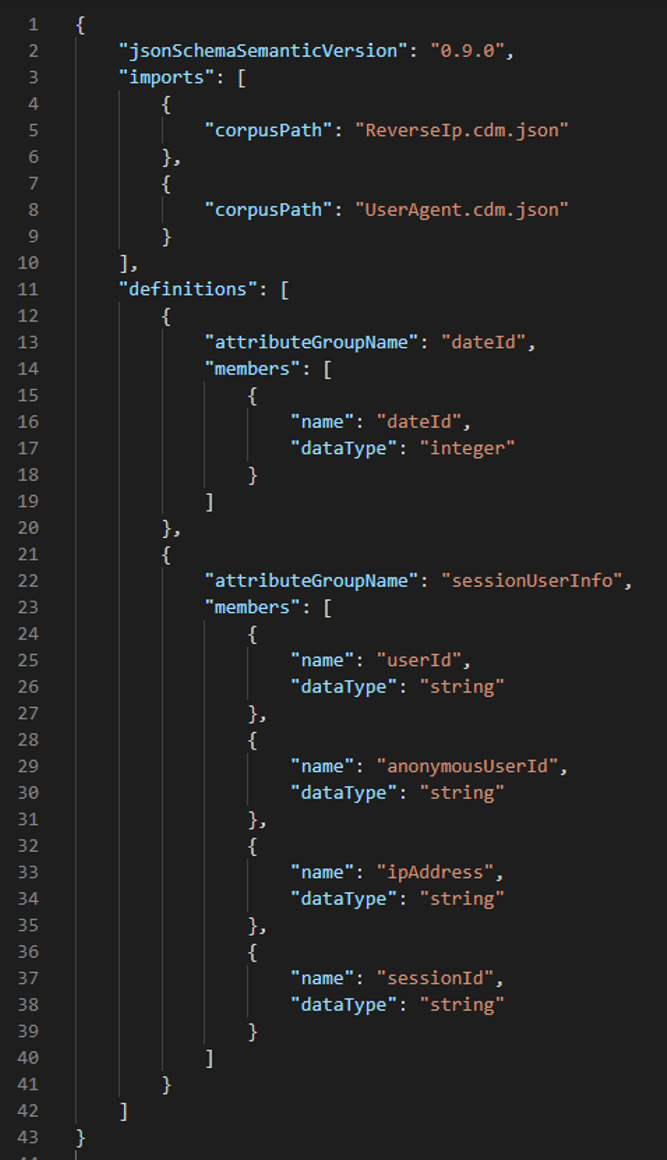 1 {
2     "jsonSchemaSemanticVersion": "0.9.0",
3     "imports": [
4         {
5             "corpusPath": "ReverseIp.cdm.json"
6         },
7         {
8             "corpusPath": "UserAgent.cdm.json"
9         }
10     ],
11     "definitions": [
12         {
13             "attributeGroupName": "dateId",
14             "members": [
15                 {
16                     "name": "dateId",
17                     "dataType": "integer"
18                 }
19             ]
20         },
21         {
22             "attributeGroupName": "sessionUserInfo",
23             "members": [
24                 {
25                     "name": "userId",
26                     "dataType": "string"
27                 },
28                 {
29                     "name": "anonymousUserId",
30                     "dataType": "string"
31                 },
32                 {
33                     "name": "ipAddress",
34                     "dataType": "string"
35                 },
36                 {
37                     "name": "sessionId",
38                     "dataType": "string"
39                 }
40             ]
41         }
42     ]
43 }